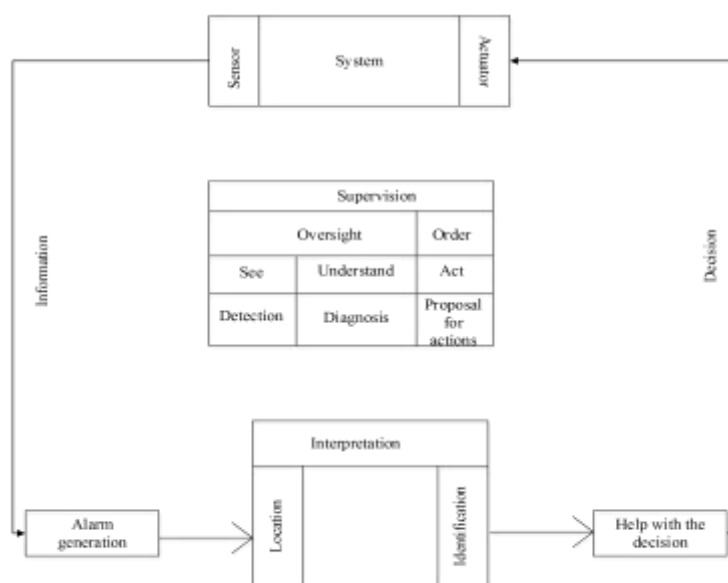 Sensor
System
Actuator
Supervision
Oversight
Order
See
Understand
Act
Detection
Diagnosis
Proposal
for
actions
Information
Decision
Interpretation
Location
Identification
Alarm
generation
Help with the
decision